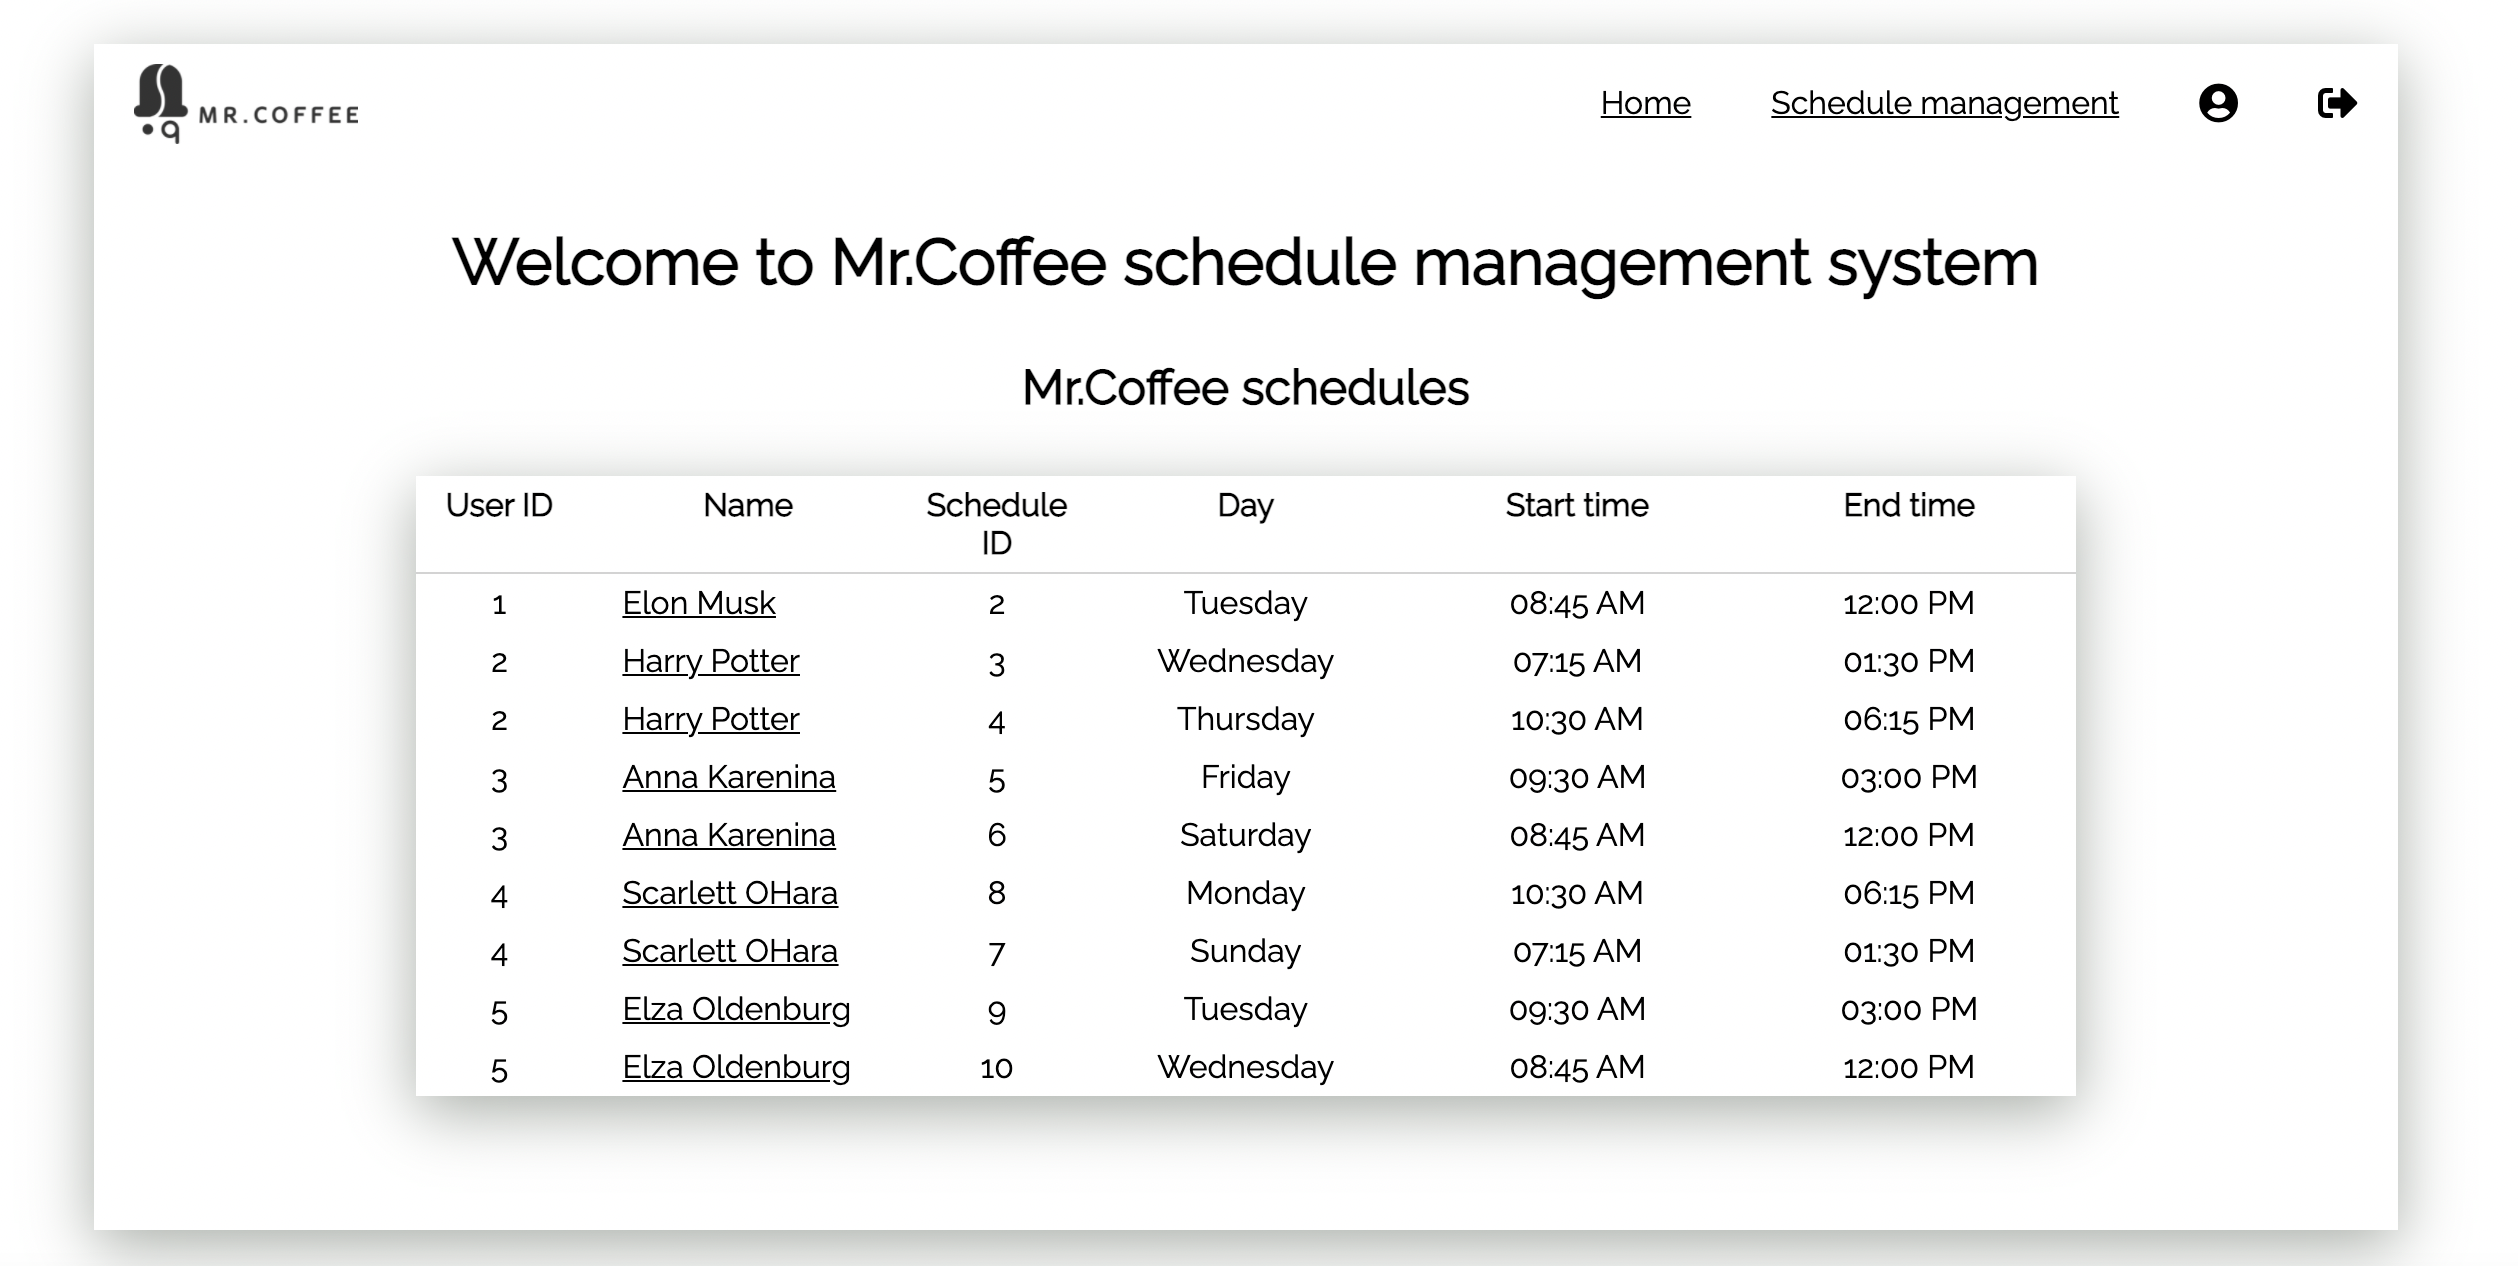 MR.COFFEE
Home Schedule management
Welcome to Mr.Coffee schedule management system
Mr.Coffee schedules
User ID Name Schedule ID Day Start time End time
1 Elon Musk 2 Tuesday 08:45 AM 12:00 PM
2 Harry Potter 3 Wednesday 07:15 AM 01:30 PM
2 Harry Potter 4 Thursday 10:30 AM 06:15 PM
3 Anna Karenina 5 Friday 09:30 AM 03:00 PM
3 Anna Karenina 6 Saturday 08:45 AM 12:00 PM
4 Scarlett OHara 8 Monday 10:30 AM 06:15 PM
4 Scarlett OHara 7 Sunday 07:15 AM 01:30 PM
5 Elza Oldenburg 9 Tuesday 09:30 AM 03:00 PM
5 Elza Oldenburg 10 Wednesday 08:45 AM 12:00 PM